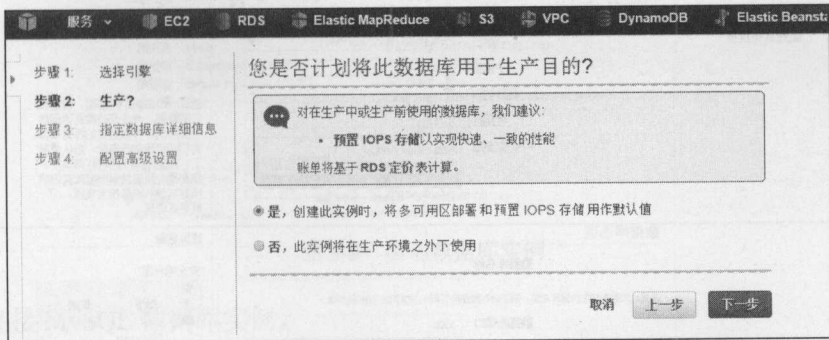 服务 EC2 RDS Elastic MapReduce S3 VPC DynamoDB Elastic Beansta
步骤 1: 选择引擎
步骤 2: 生产?
步骤 3: 指定数据库详细信息
步骤 4: 配置高级设置
您是否计划将此数据库用于生产目的?
对在生产中或生产前使用的数据库，我们建议:
• 预置 IOPS 存储以实现快速、一致的性能
账单将基于 RDS 定价表计算。
是，创建此实例时，将多可用区部署和预置 IOPS 存储用作默认值
否，此实例将在生产环境之外下使用
取消 上一步 下一步